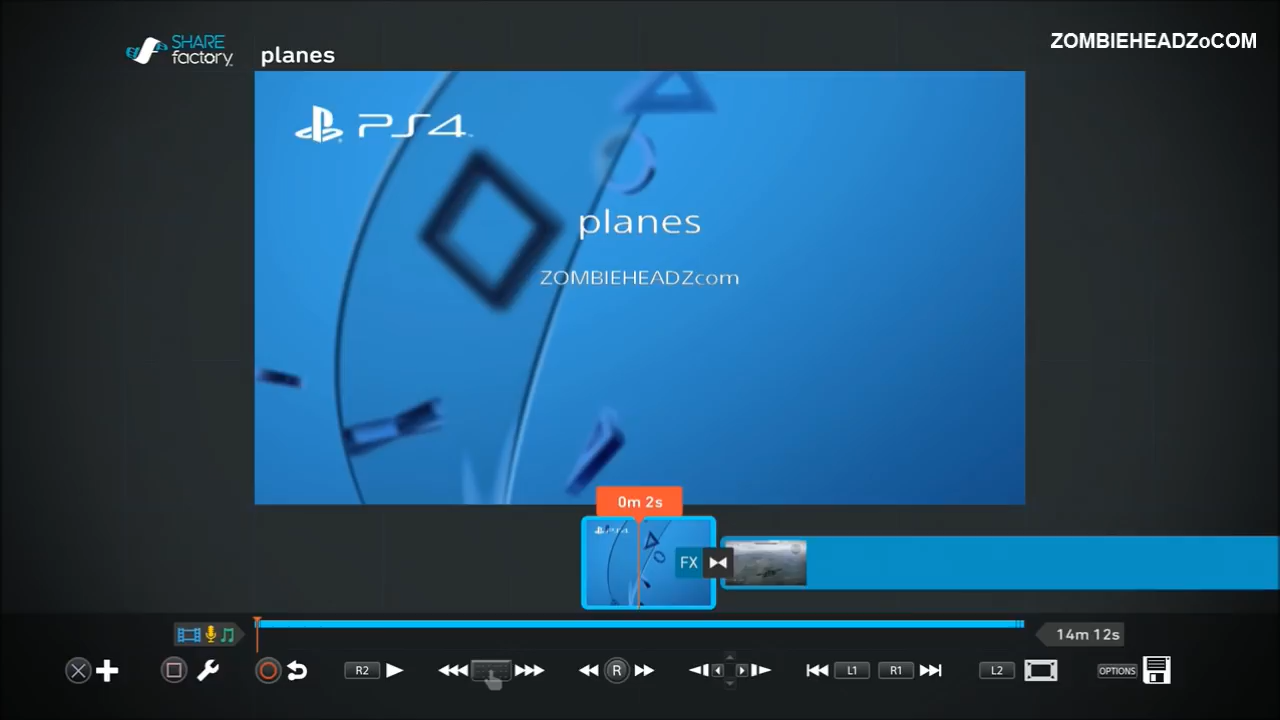 SHARE
factory
planes
ZOMBIEHEADZoCOM
PS4
planes
ZOMBIEHEADZcom
0m 2s
FX
14m 12s
R2
R
L1
R1
L2
OPTIONS